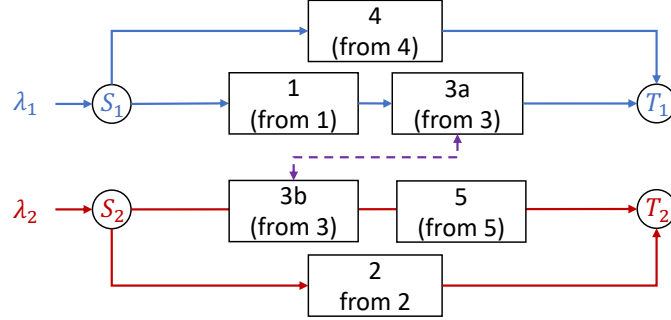 4
(from 4)
λ₁
S₁
1
(from 1)
3a
(from 3)
T₁
λ₂
S₂
3b
(from 3)
5
(from 5)
T₂
2
from 2